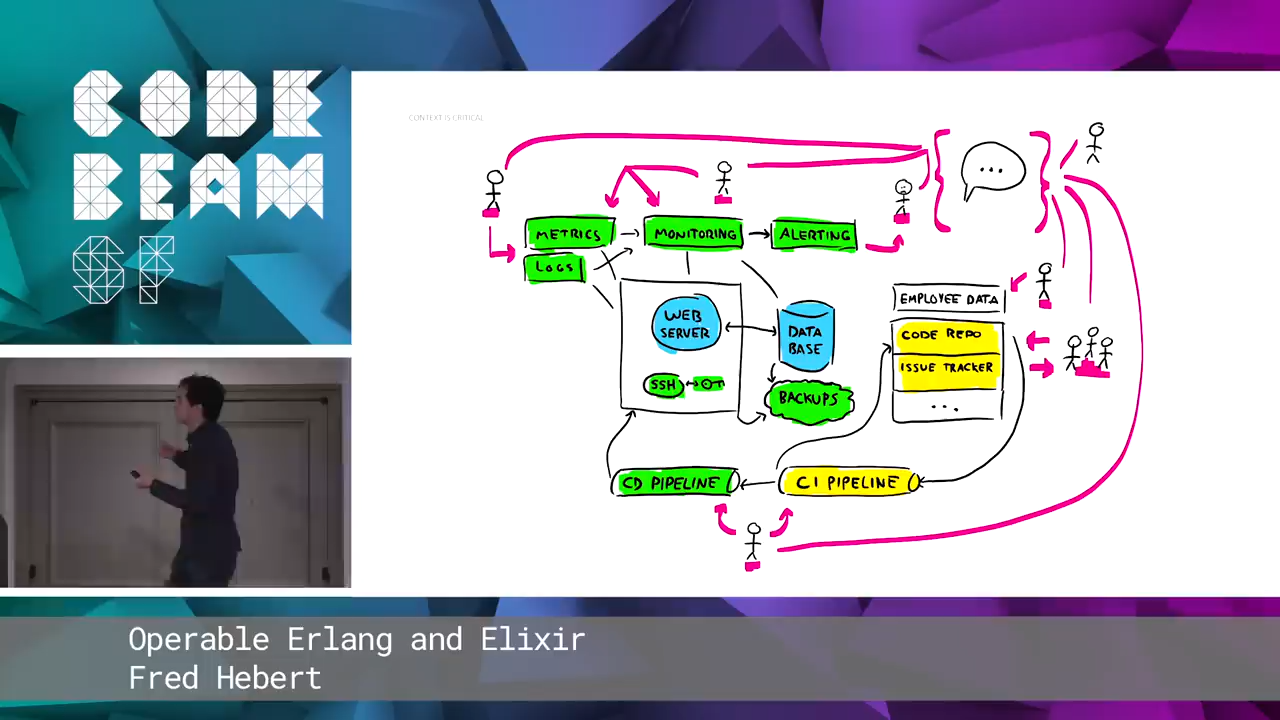 CODE
BEAM
SF
CONTEXT IS CRITICAL
...
METRICS
MONITORING
ALERTING
LOGS
WEB
SERVER
DATA
BASE
SSH
BACKUPS
EMPLOYEE DATA
CODE REPO
ISSUE TRACKER
...
CD PIPELINE
CI PIPELINE
Operable Erlang and Elixir
Fred Hebert